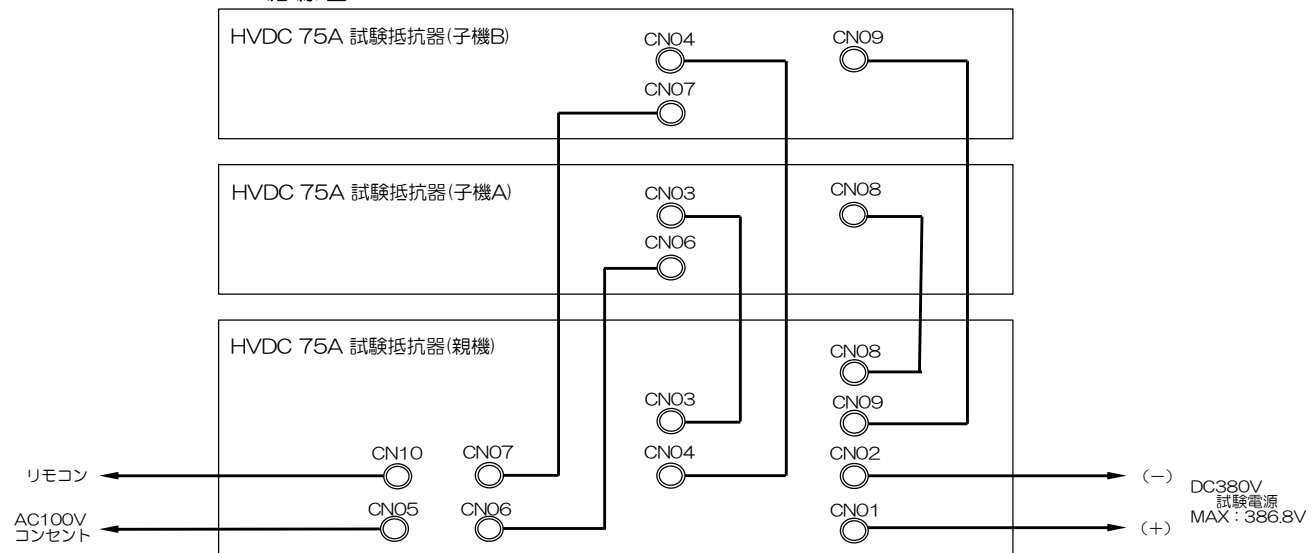 HVDC 75A 試験抵抗器(子機B)
CN04
CN09
CN07
HVDC 75A 試験抵抗器(子機A)
CN03
CN08
CN06
HVDC 75A 試験抵抗器(親機)
CN08
CN03
CN09
CN10
CN07
CN04
CN02
リモコン
(−)
DC380V
試験電源
MAX:386.8V
CN05
CN06
CN01
AC100V
コンセント
(+)